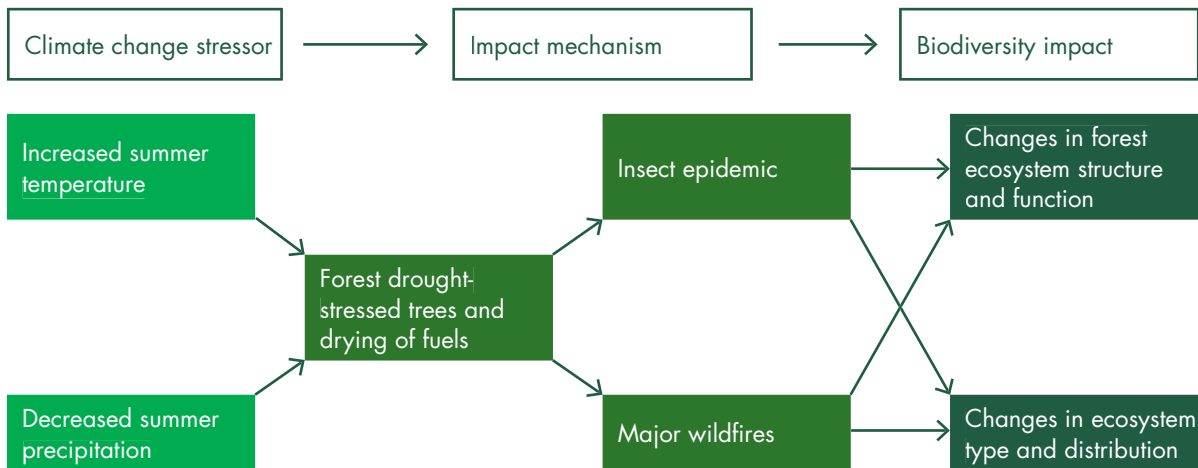 Climate change stressor
Impact mechanism
Biodiversity impact
Increased summer
temperature
Insect epidemic
Changes in forest
ecosystem structure
and function
Forest drought-
stressed trees and
drying of fuels
Decreased summer
precipitation
Major wildfires
Changes in ecosystem
type and distribution